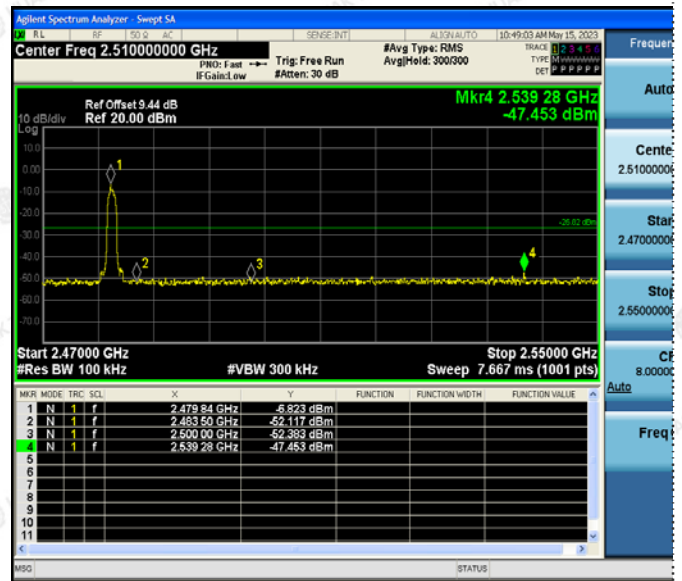 Agilent Spectrum Analyzer - Swept SA
RL RF 50 Ω AC SENSE:INT ALIGN AUTO 10:49:03 AM May 15, 2023
Center Freq 2.510000000 GHz #Avg Type: RMS TRACE 1 2 3 4 5 6
PNO: Fast Trig: Free Run Avg|Hold: 300/300 TYPE M
IFGain:Low #Atten: 30 dB DET P P P P P P
Mkr4 2.539 28 GHz
-47.453 dBm
Ref Offset 9.44 dB
10 dB/div Ref 20.00 dBm
Log
10.0
0.00
-10.0
-20.0
-30.0
-40.0
-50.0
-60.0
-70.0
1
2
3
4
-26.82 dBm
Start 2.47000 GHz Stop 2.55000 GHz
#Res BW 100 kHz #VBW 300 kHz Sweep 7.667 ms (1001 pts)
MKR MODE TRC SCL X Y FUNCTION FUNCTION WIDTH FUNCTION VALUE
1 N 1 f 2.479 84 GHz -6.823 dBm
2 N 1 f 2.483 50 GHz -52.117 dBm
3 N 1 f 2.500 00 GHz -52.383 dBm
4 N 1 f 2.539 28 GHz -47.453 dBm
5
6
7
8
9
10
11
MSG STATUS
Frequen
Auto
Cente
2.5100000
Star
2.4700000
Stop
2.5500000
CF
8.00000
Auto
Freq